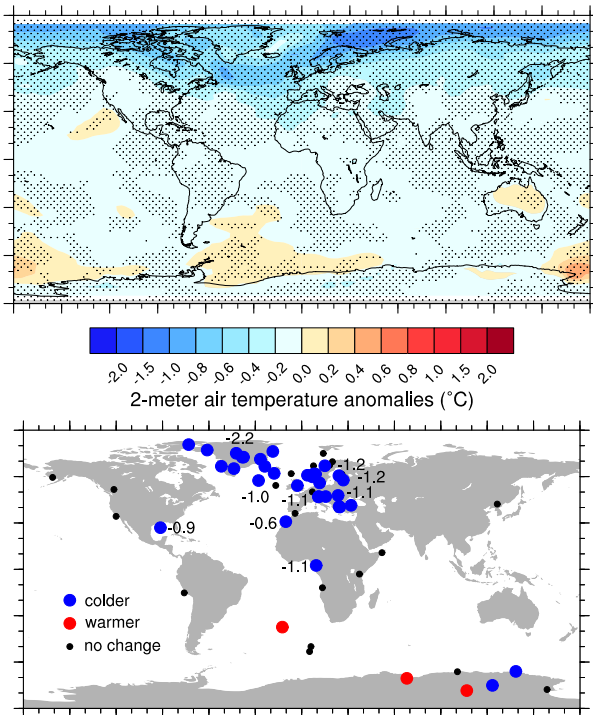 -2.0 -1.5 -1.0 -0.8 -0.6 -0.4 -0.2 0.0 0.2 0.4 0.6 0.8 1.0 1.5 2.0
2-meter air temperature anomalies (˚C)
-2.2
-1.2
-1.2
-1.0 -1.1 -1.1
-0.9 -0.6
-1.1
colder
warmer
no change